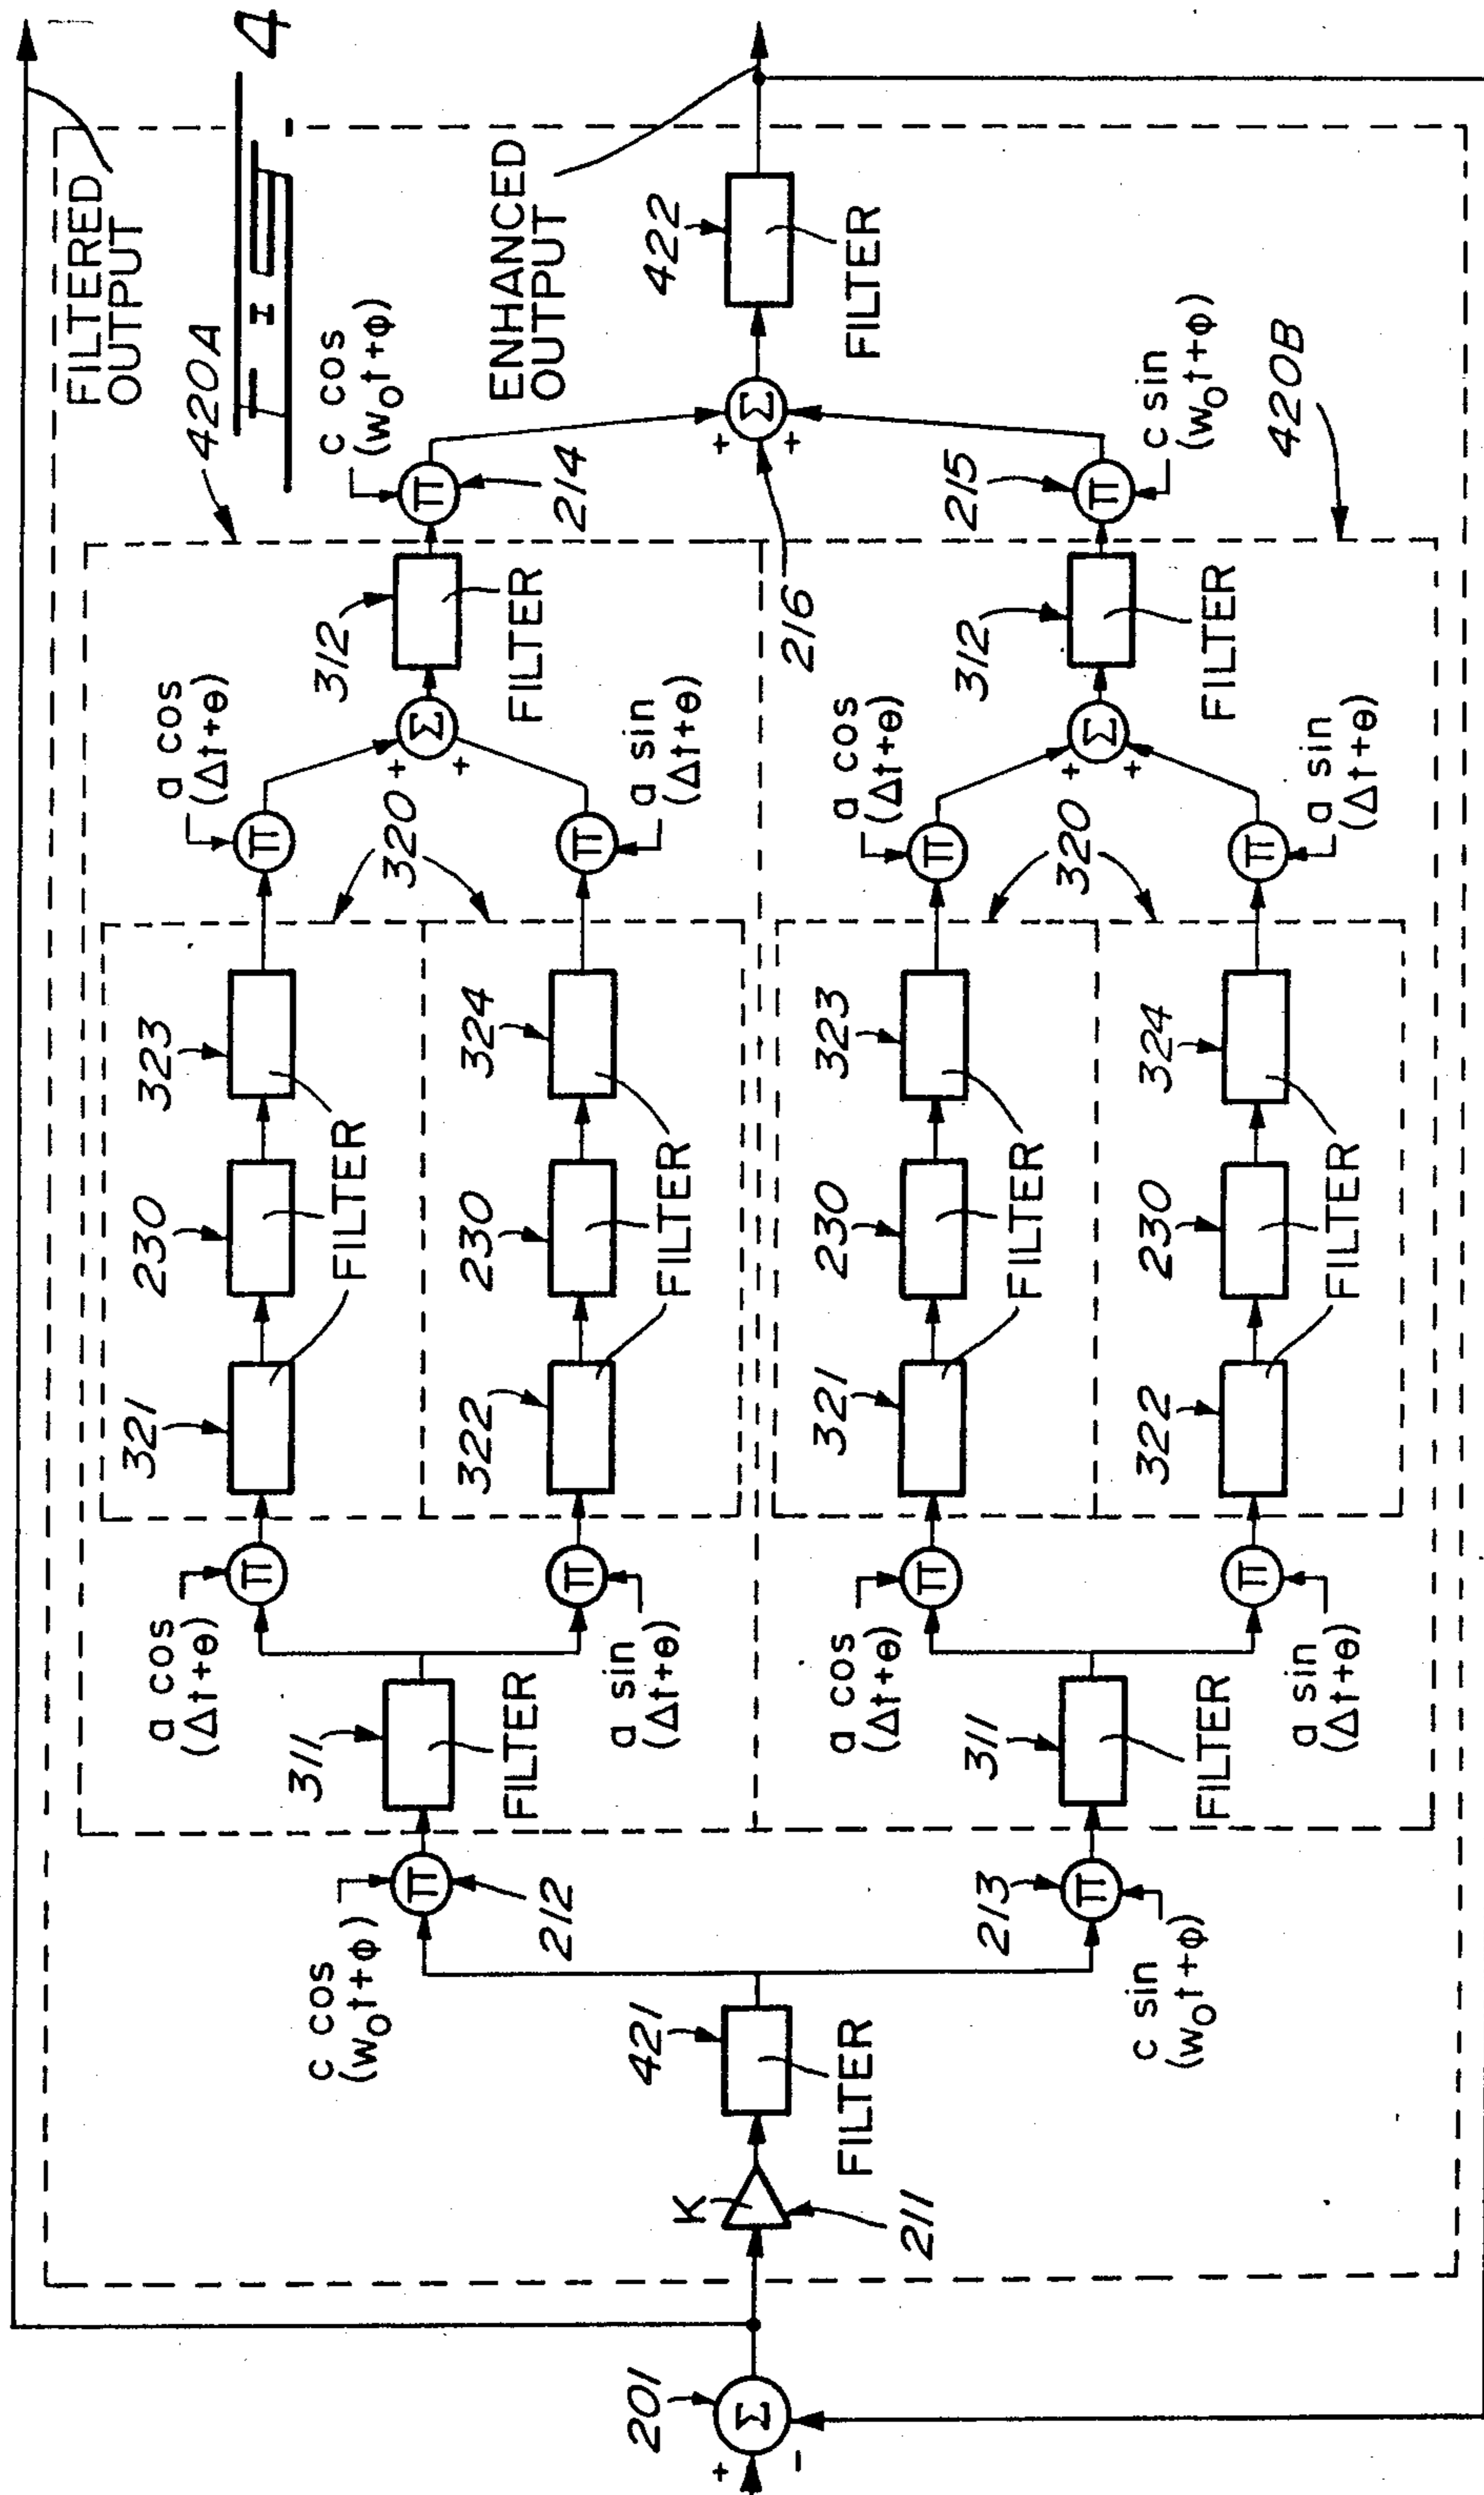 FIG- 4
FILTERED
OUTPUT
420A
c cos
(w₀t+Φ)
ENHANCED
OUTPUT
422
FILTER
214
c sin
(w₀t+Φ)
215
420B
Π
Π
Σ
+
+
216
a cos
(Δt+θ)
312
FILTER
a sin
(Δt+θ)
Π
Π
Σ
+
+
320
a cos
(Δt+θ)
312
FILTER
a sin
(Δt+θ)
Π
Π
Σ
+
+
320
323
230
321
FILTER
324
230
322
FILTER
323
230
321
FILTER
324
230
322
FILTER
a cos
(Δt+θ)
Π
311
FILTER
a sin
(Δt+θ)
Π
a cos
(Δt+θ)
Π
311
FILTER
a sin
(Δt+θ)
Π
c cos
(w₀t+Φ)
Π
212
213
Π
c sin
(w₀t+Φ)
421
FILTER
K
211
201
Σ
+
-